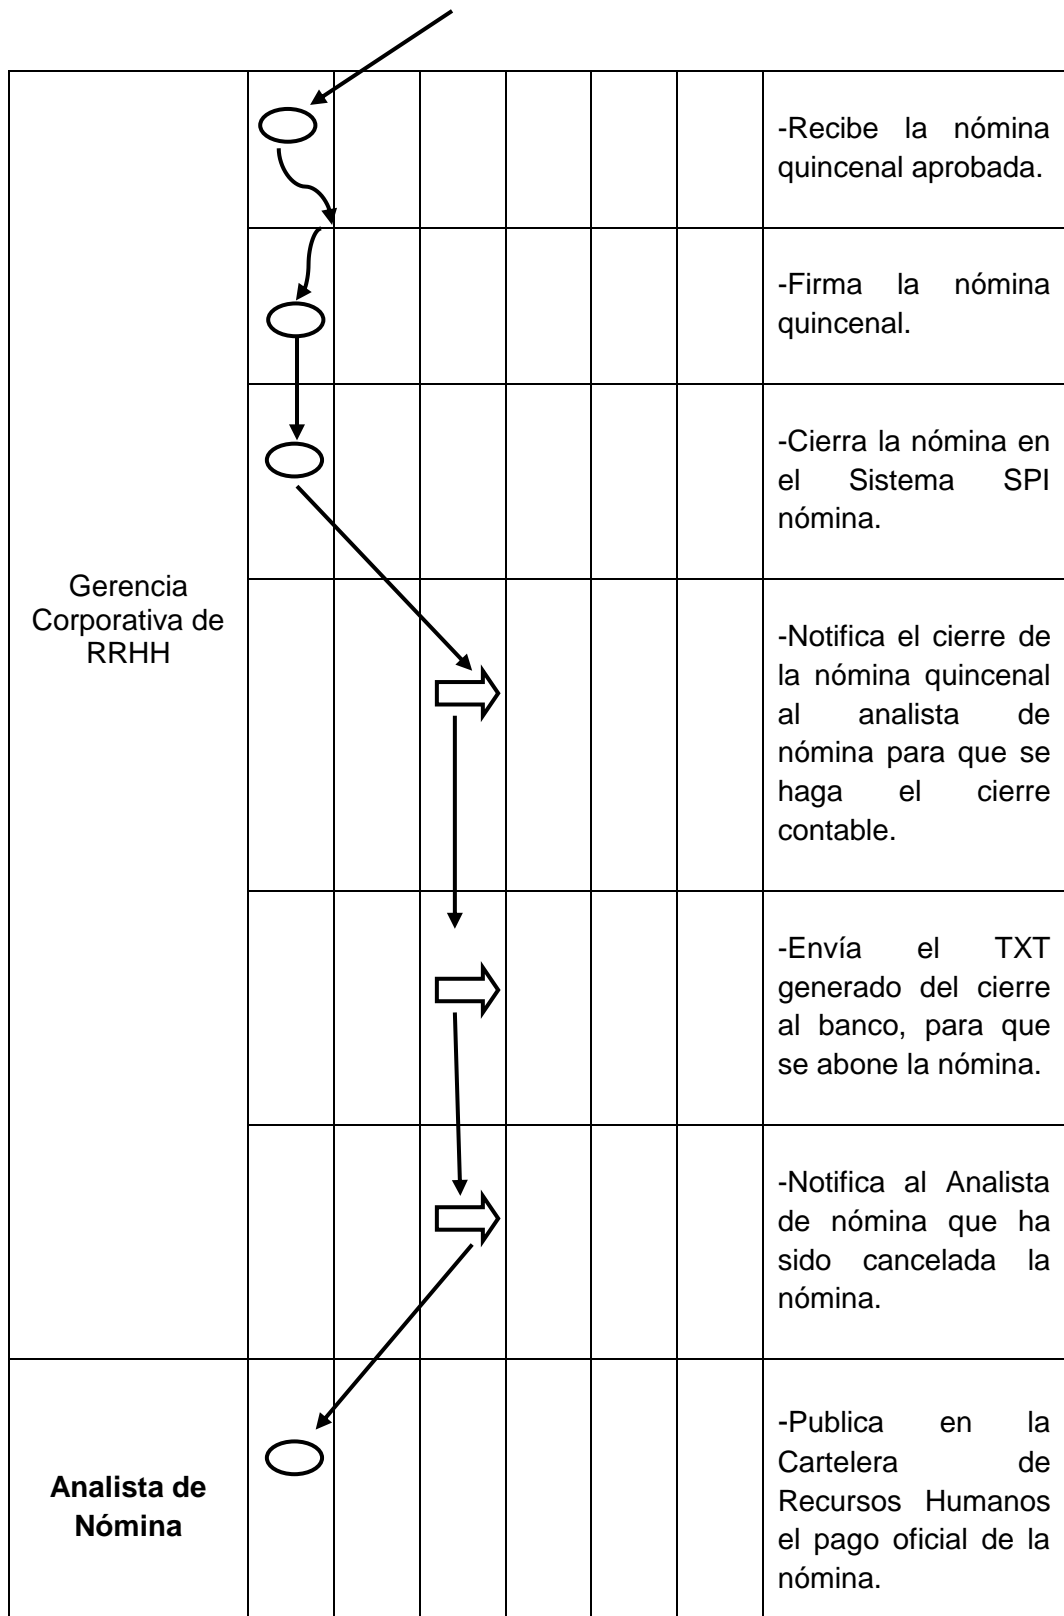 Gerencia
Corporativa de
RRHH
-Recibe la nómina
quincenal aprobada.
-Firma la nómina
quincenal.
-Cierra la nómina en
el Sistema SPI
nómina.
-Notifica el cierre de
la nómina quincenal
al analista de
nómina para que se
haga el cierre
contable.
-Envía el TXT
generado del cierre
al banco, para que
se abone la nómina.
-Notifica al Analista
de nómina que ha
sido cancelada la
nómina.
Analista de
Nómina
-Publica en la
Cartelera de
Recursos Humanos
el pago oficial de la
nómina.